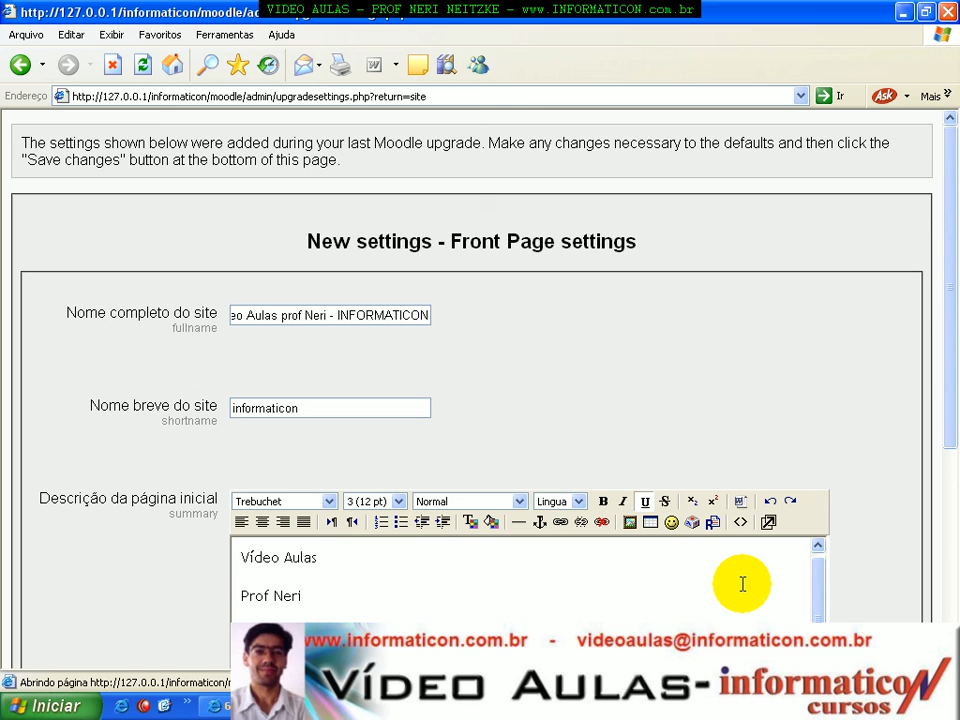 http://127.0.0.1/informaticon/moodle/ad
VIDEO AULAS - PROF NERI NEITZKE - www.INFORMATICON.com.br
Arquivo Editar Exibir Favoritos Ferramentas Ajuda
Endereço http://127.0.0.1/informaticon/moodle/admin/upgradesettings.php?return=site Ir Ask Mais
The settings shown below were added during your last Moodle upgrade. Make any changes necessary to the defaults and then click the
"Save changes" button at the bottom of this page.
New settings - Front Page settings
Nome completo do site
eo Aulas prof Neri - INFORMATICON
fullname
Nome breve do site
informaticon
shortname
Descrição da página inicial
summary
Trebuchet 3 (12 pt) Normal Lingua B I U S
Vídeo Aulas
Prof Neri
www.informaticon.com.br - videoaulas@informaticon.com.br
VÍDEO AULAS- informaticon
cursos
Abrindo página http://127.0.0.1/informaticon/
Iniciar